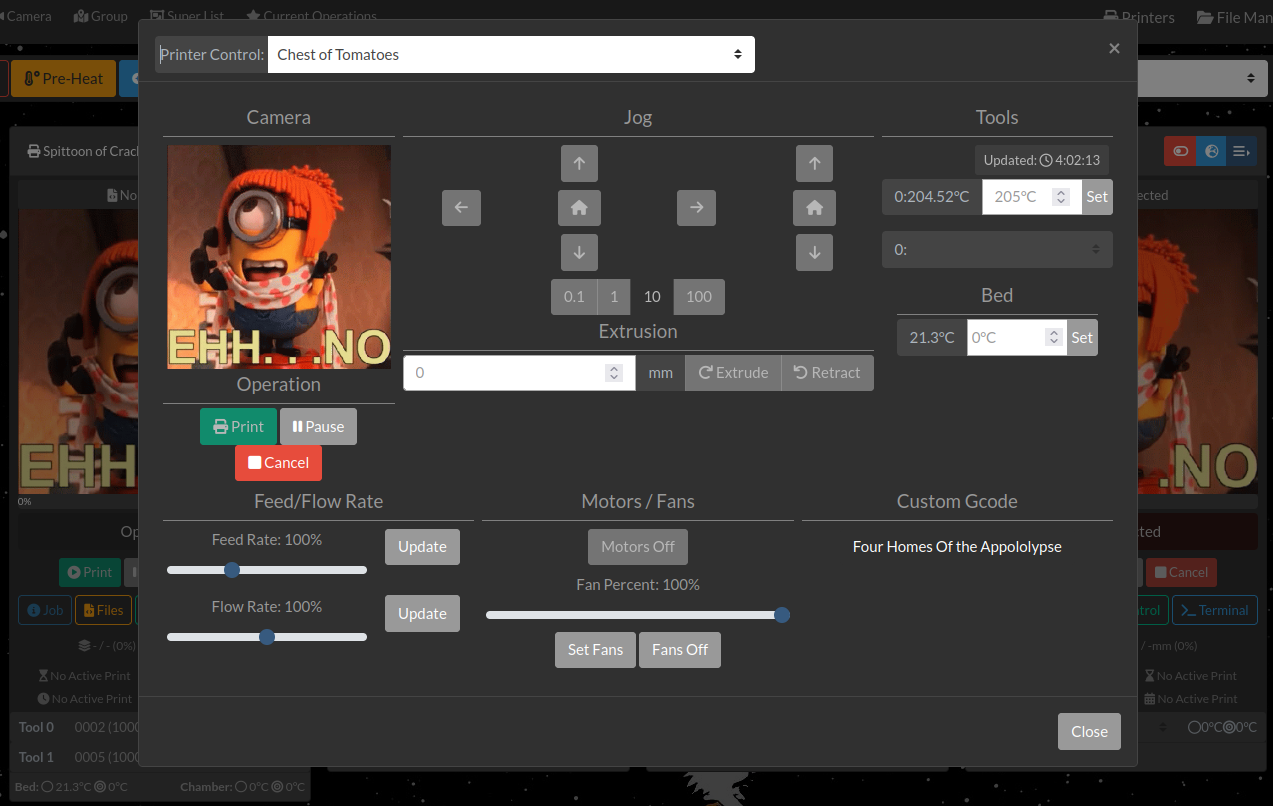 Camera Group Super List Current Operations Printers File Man
Printer Control: Chest of Tomatoes
×
Pre-Heat
Camera
Jog
Tools
Spittoon of Crac
Updated: 4:02:13
No
ected
0:204.52°C 205°C Set
0:
0.1 1 10 100
Bed
Extrusion
21.3°C 0°C Set
EHH. . .NO
0 mm Extrude Retract
Operation
Print Pause
Cancel
EHH
NO
0%
Feed/Flow Rate
Motors / Fans
Custom Gcode
Op
cted
Feed Rate: 100% Update
Motors Off
Four Homes Of the Appololypse
Print
Cancel
Fan Percent: 100%
Flow Rate: 100% Update
Job Files
trol Terminal
Set Fans Fans Off
- / - (0%)
/ -mm (0%)
No Active Print
No Active Print
No Active Print
No Active Print
Tool 0 0002 (1000
0°C 0°C
Tool 1 0005 (1000
Close
Bed: 21.3°C 0°C Chamber: 0°C 0°C